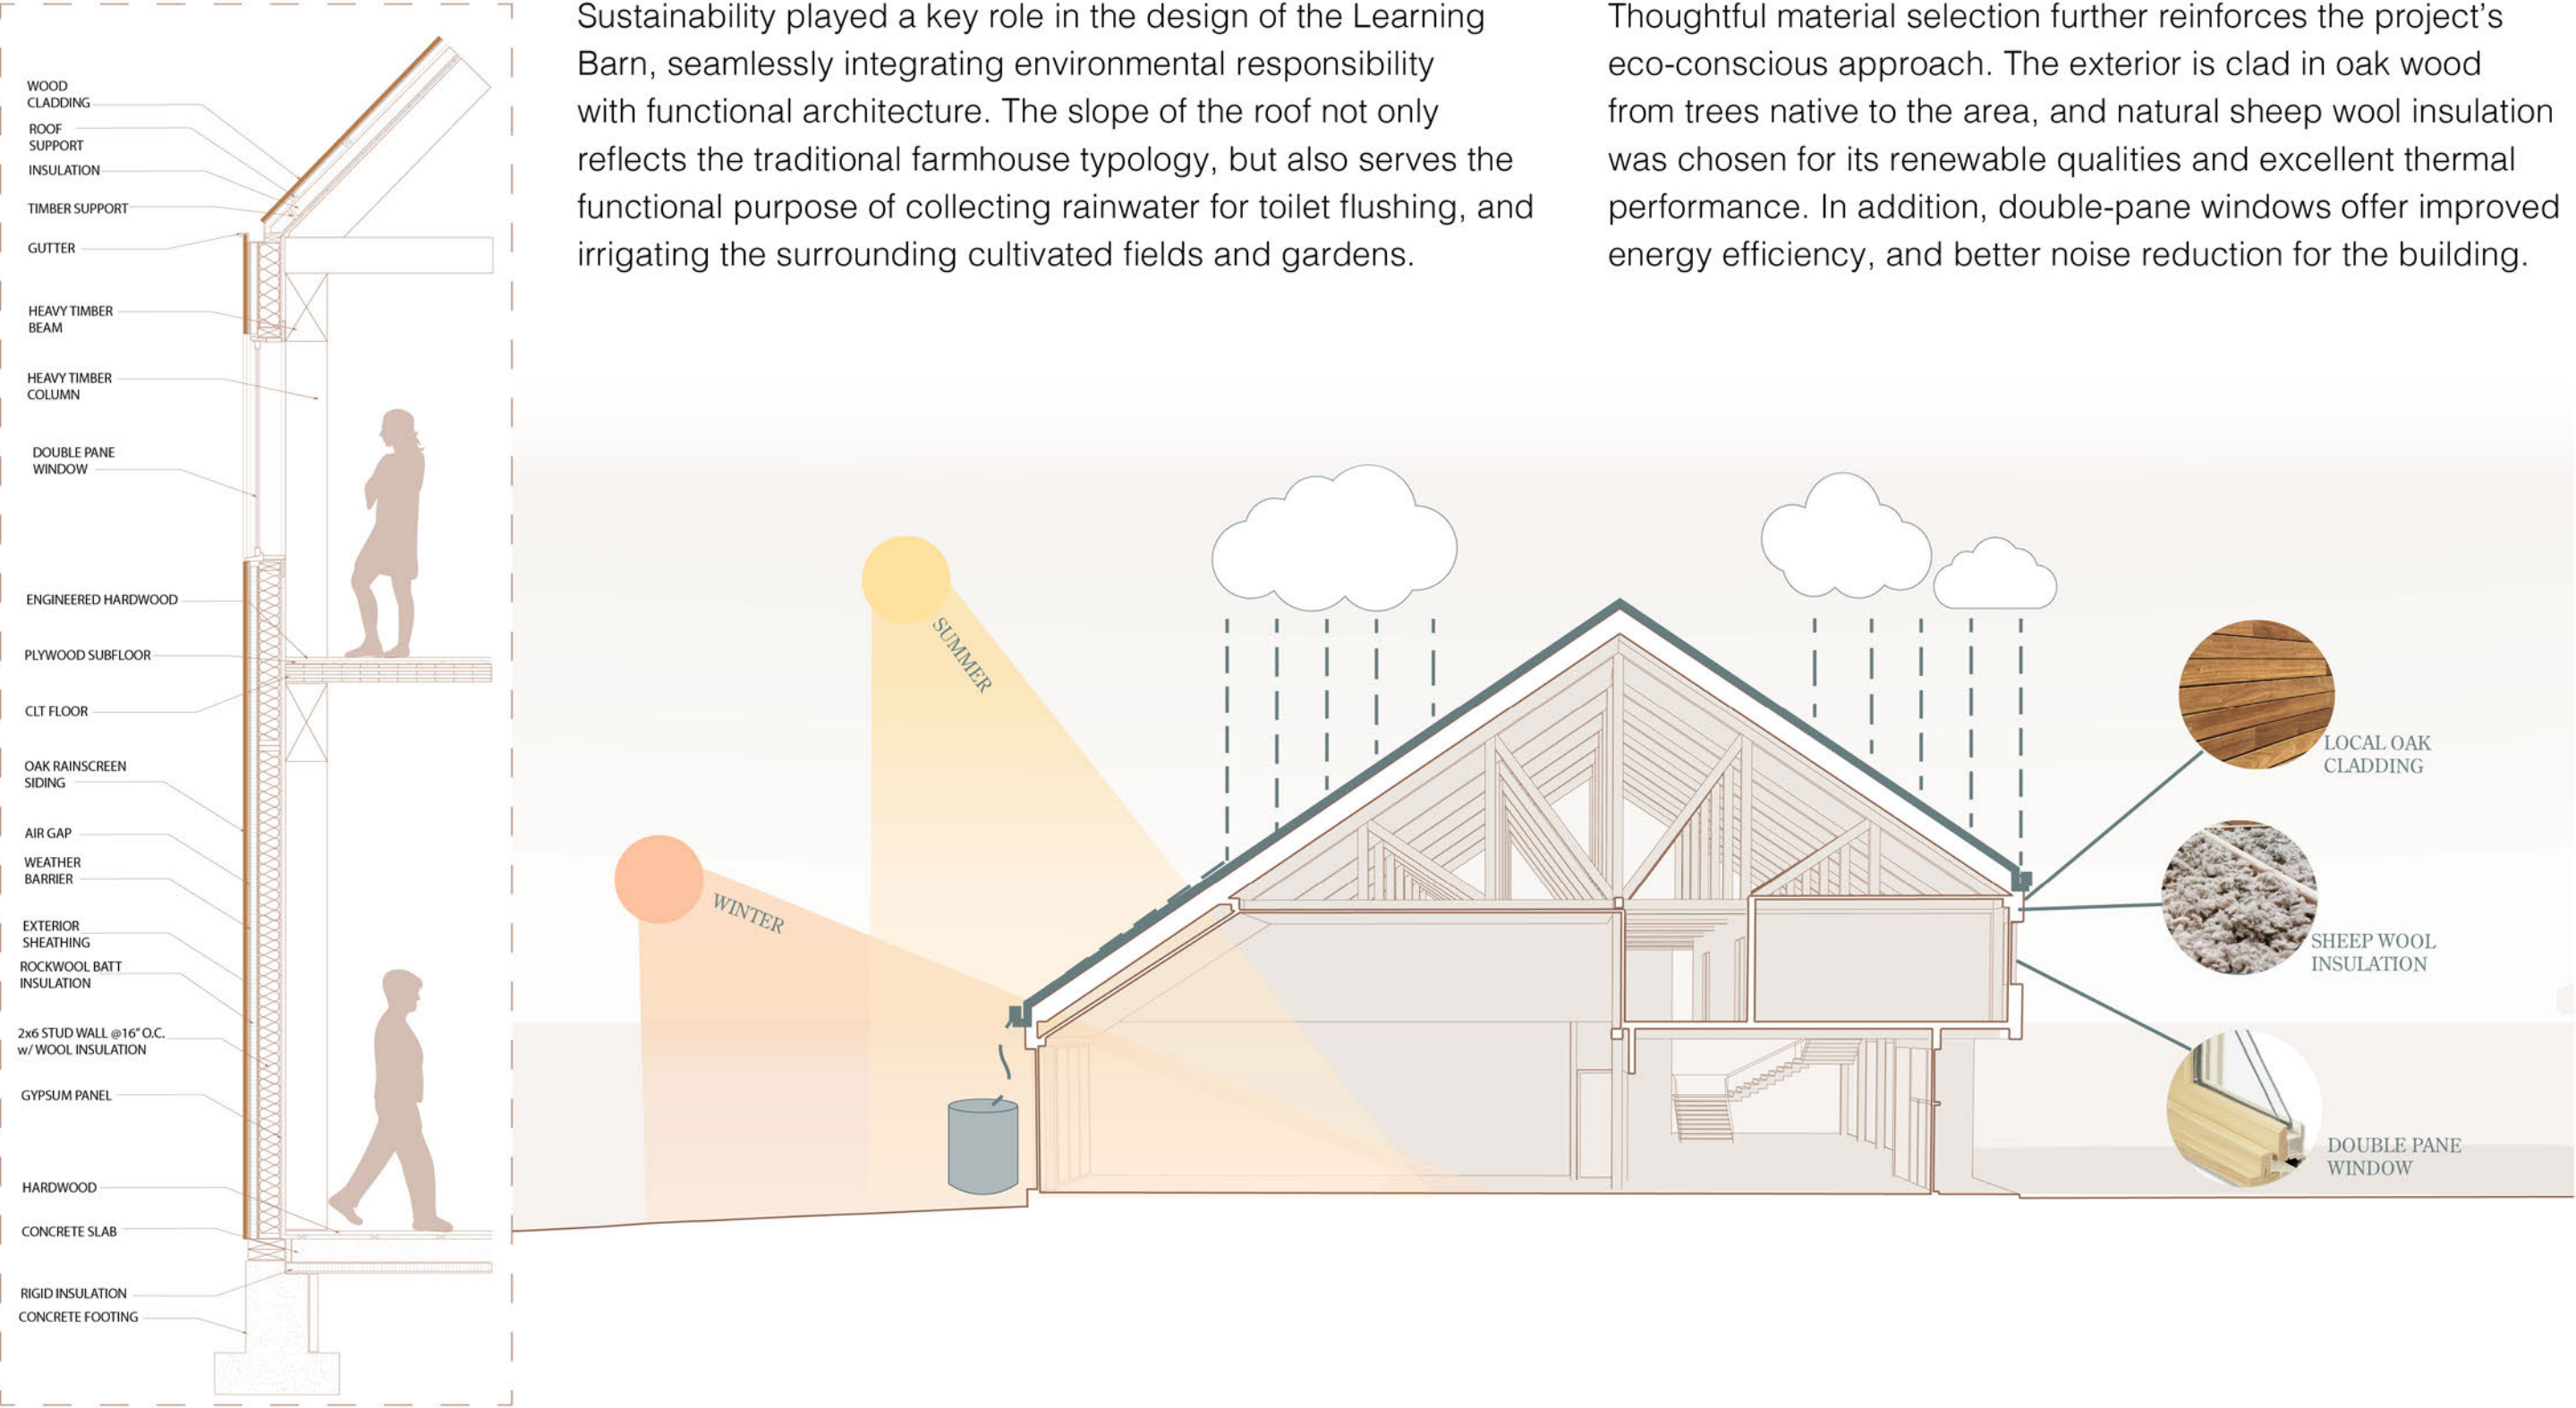 WOOD
CLADDING
ROOF
SUPPORT
INSULATION
TIMBER SUPPORT
GUTTER
HEAVY TIMBER
BEAM
HEAVY TIMBER
COLUMN
DOUBLE PANE
WINDOW
ENGINEERED HARDWOOD
PLYWOOD SUBFLOOR
CLT FLOOR
OAK RAINSCREEN
SIDING
AIR GAP
WEATHER
BARRIER
EXTERIOR
SHEATHING
ROCKWOOL BATT
INSULATION
2x6 STUD WALL @16" O.C.
w/ WOOL INSULATION
GYPSUM PANEL
HARDWOOD
CONCRETE SLAB
RIGID INSULATION
CONCRETE FOOTING
Sustainability played a key role in the design of the Learning
Barn, seamlessly integrating environmental responsibility
with functional architecture. The slope of the roof not only
reflects the traditional farmhouse typology, but also serves the
functional purpose of collecting rainwater for toilet flushing, and
irrigating the surrounding cultivated fields and gardens.
Thoughtful material selection further reinforces the project's
eco-conscious approach. The exterior is clad in oak wood
from trees native to the area, and natural sheep wool insulation
was chosen for its renewable qualities and excellent thermal
performance. In addition, double-pane windows offer improved
energy efficiency, and better noise reduction for the building.
SUMMER
WINTER
LOCAL OAK
CLADDING
SHEEP WOOL
INSULATION
DOUBLE PANE
WINDOW